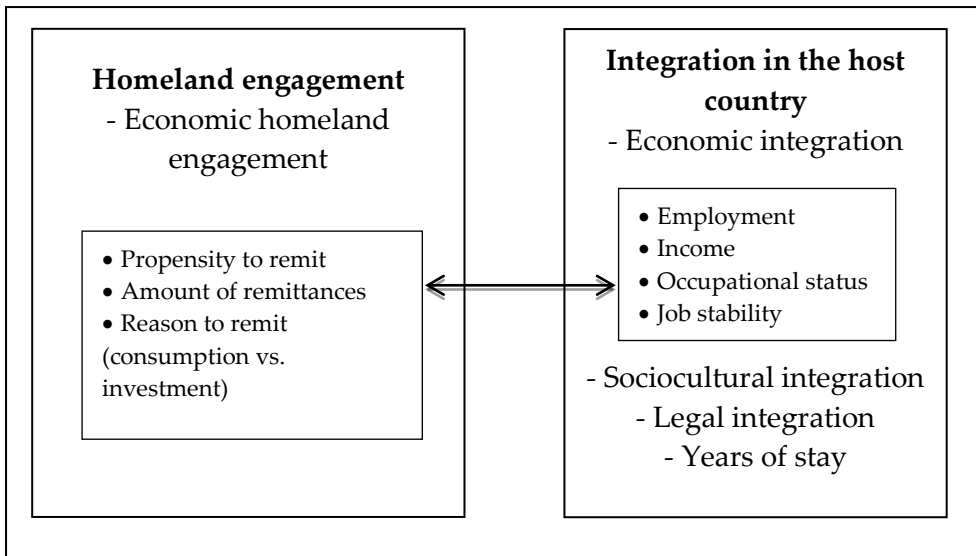 Homeland engagement
- Economic homeland
engagement
• Propensity to remit
• Amount of remittances
• Reason to remit
(consumption vs.
investment)
Integration in the host
country
- Economic integration
• Employment
• Income
• Occupational status
• Job stability
- Sociocultural integration
- Legal integration
- Years of stay